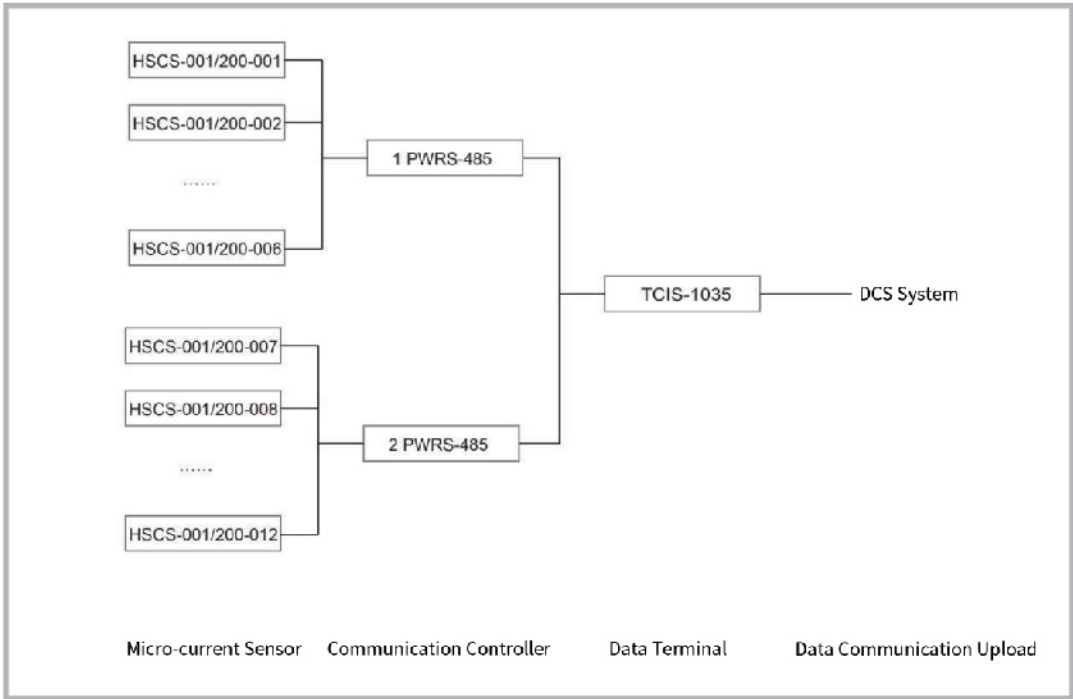 HSCS-001/200-001
HSCS-001/200-002
......
HSCS-001/200-006
1 PWRS-485
HSCS-001/200-007
HSCS-001/200-008
......
HSCS-001/200-012
2 PWRS-485
TCIS-1035
DCS System
Micro-current Sensor
Communication Controller
Data Terminal
Data Communication Upload